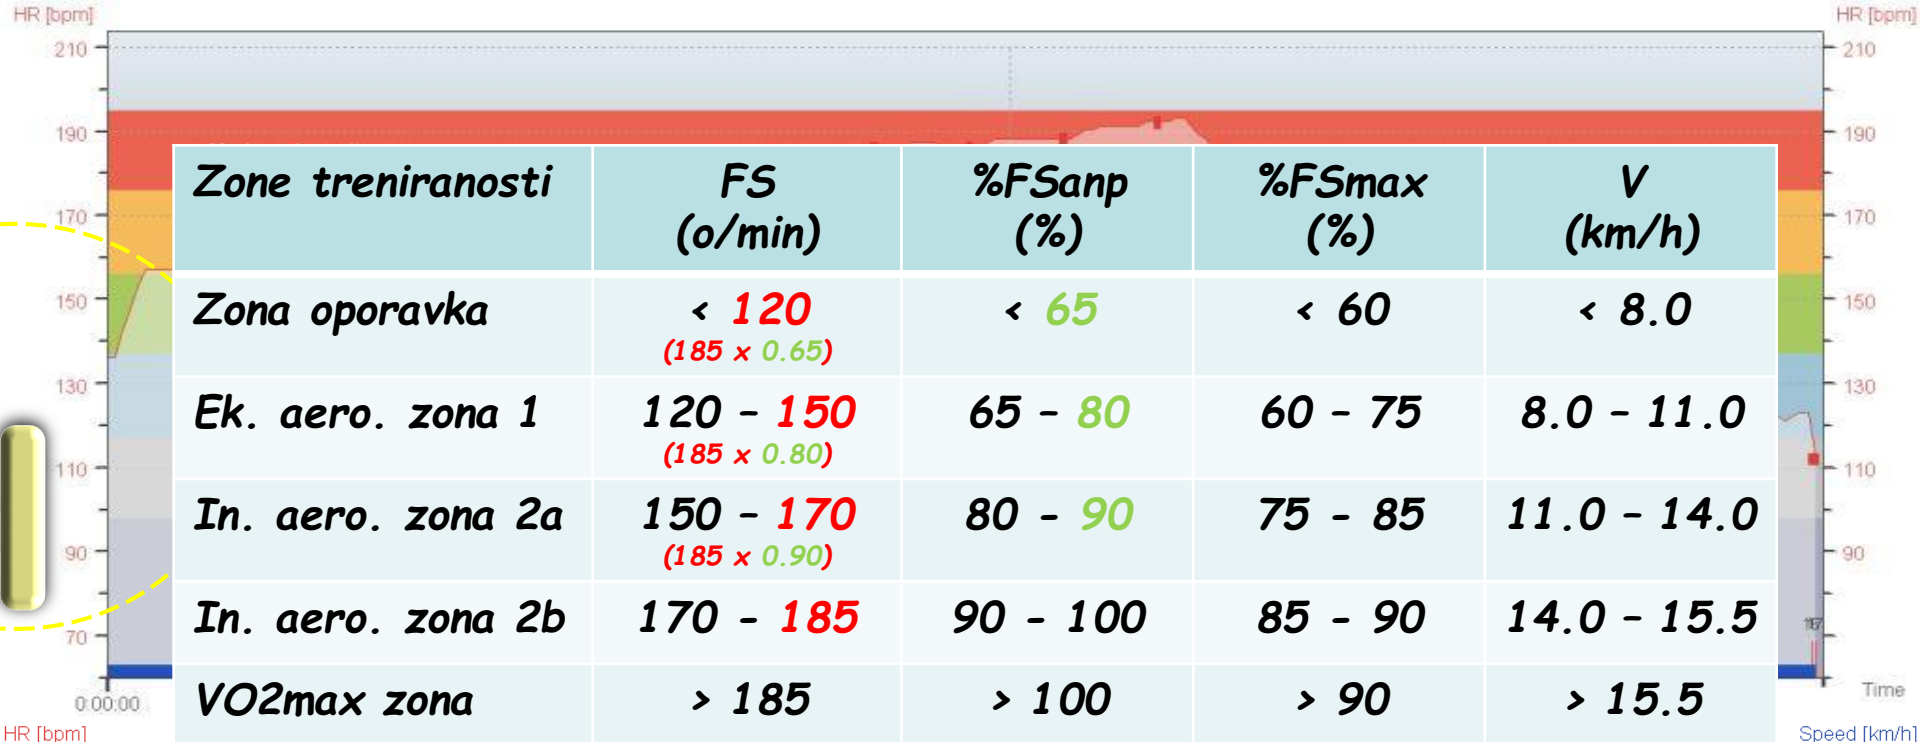 HR [bpm]
HR [bpm]
210
210
190
190
170
170
150
150
130
130
110
110
90
90
70
Zone treniranosti FS (o/min) %FSanp (%) %FSmax (%) V (km/h)
Zona oporavka < 120 < 65 < 60 < 8.0
(185 x 0.65)
Ek. aero. zona 1 120 – 150 65 – 80 60 – 75 8.0 – 11.0
(185 x 0.80)
In. aero. zona 2a 150 – 170 80 - 90 75 - 85 11.0 – 14.0
(185 x 0.90)
In. aero. zona 2b 170 - 185 90 - 100 85 - 90 14.0 – 15.5
VO2max zona > 185 > 100 > 90 > 15.5
0:00:00
Time
HR [bpm]
Speed [km/h]